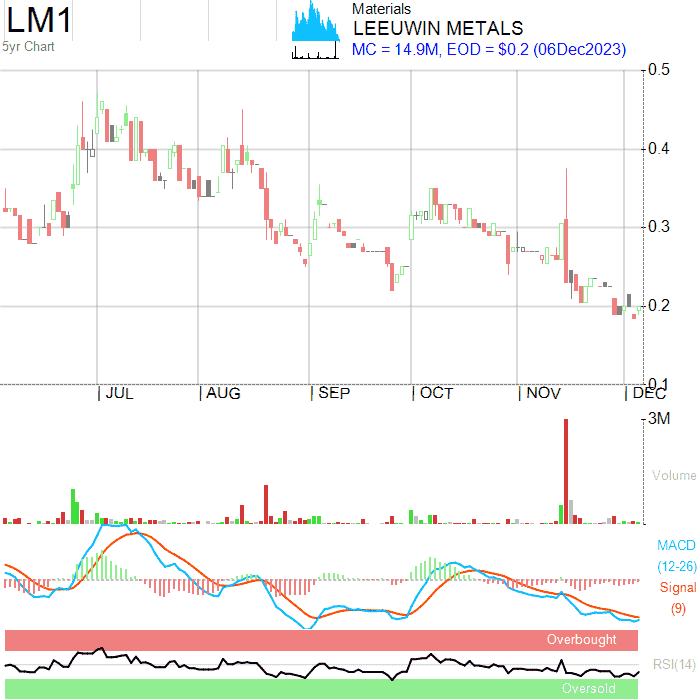 LM1
5yr Chart
Materials
LEEUWIN METALS
MC = 14.9M, EOD = $0.2 (06Dec2023)
0.5
0.4
0.3
0.2
0.1
JUL AUG SEP OCT NOV DEC
3M
Volume
MACD
(12-26)
Signal
(9)
Overbought
RSI(14)
Oversold